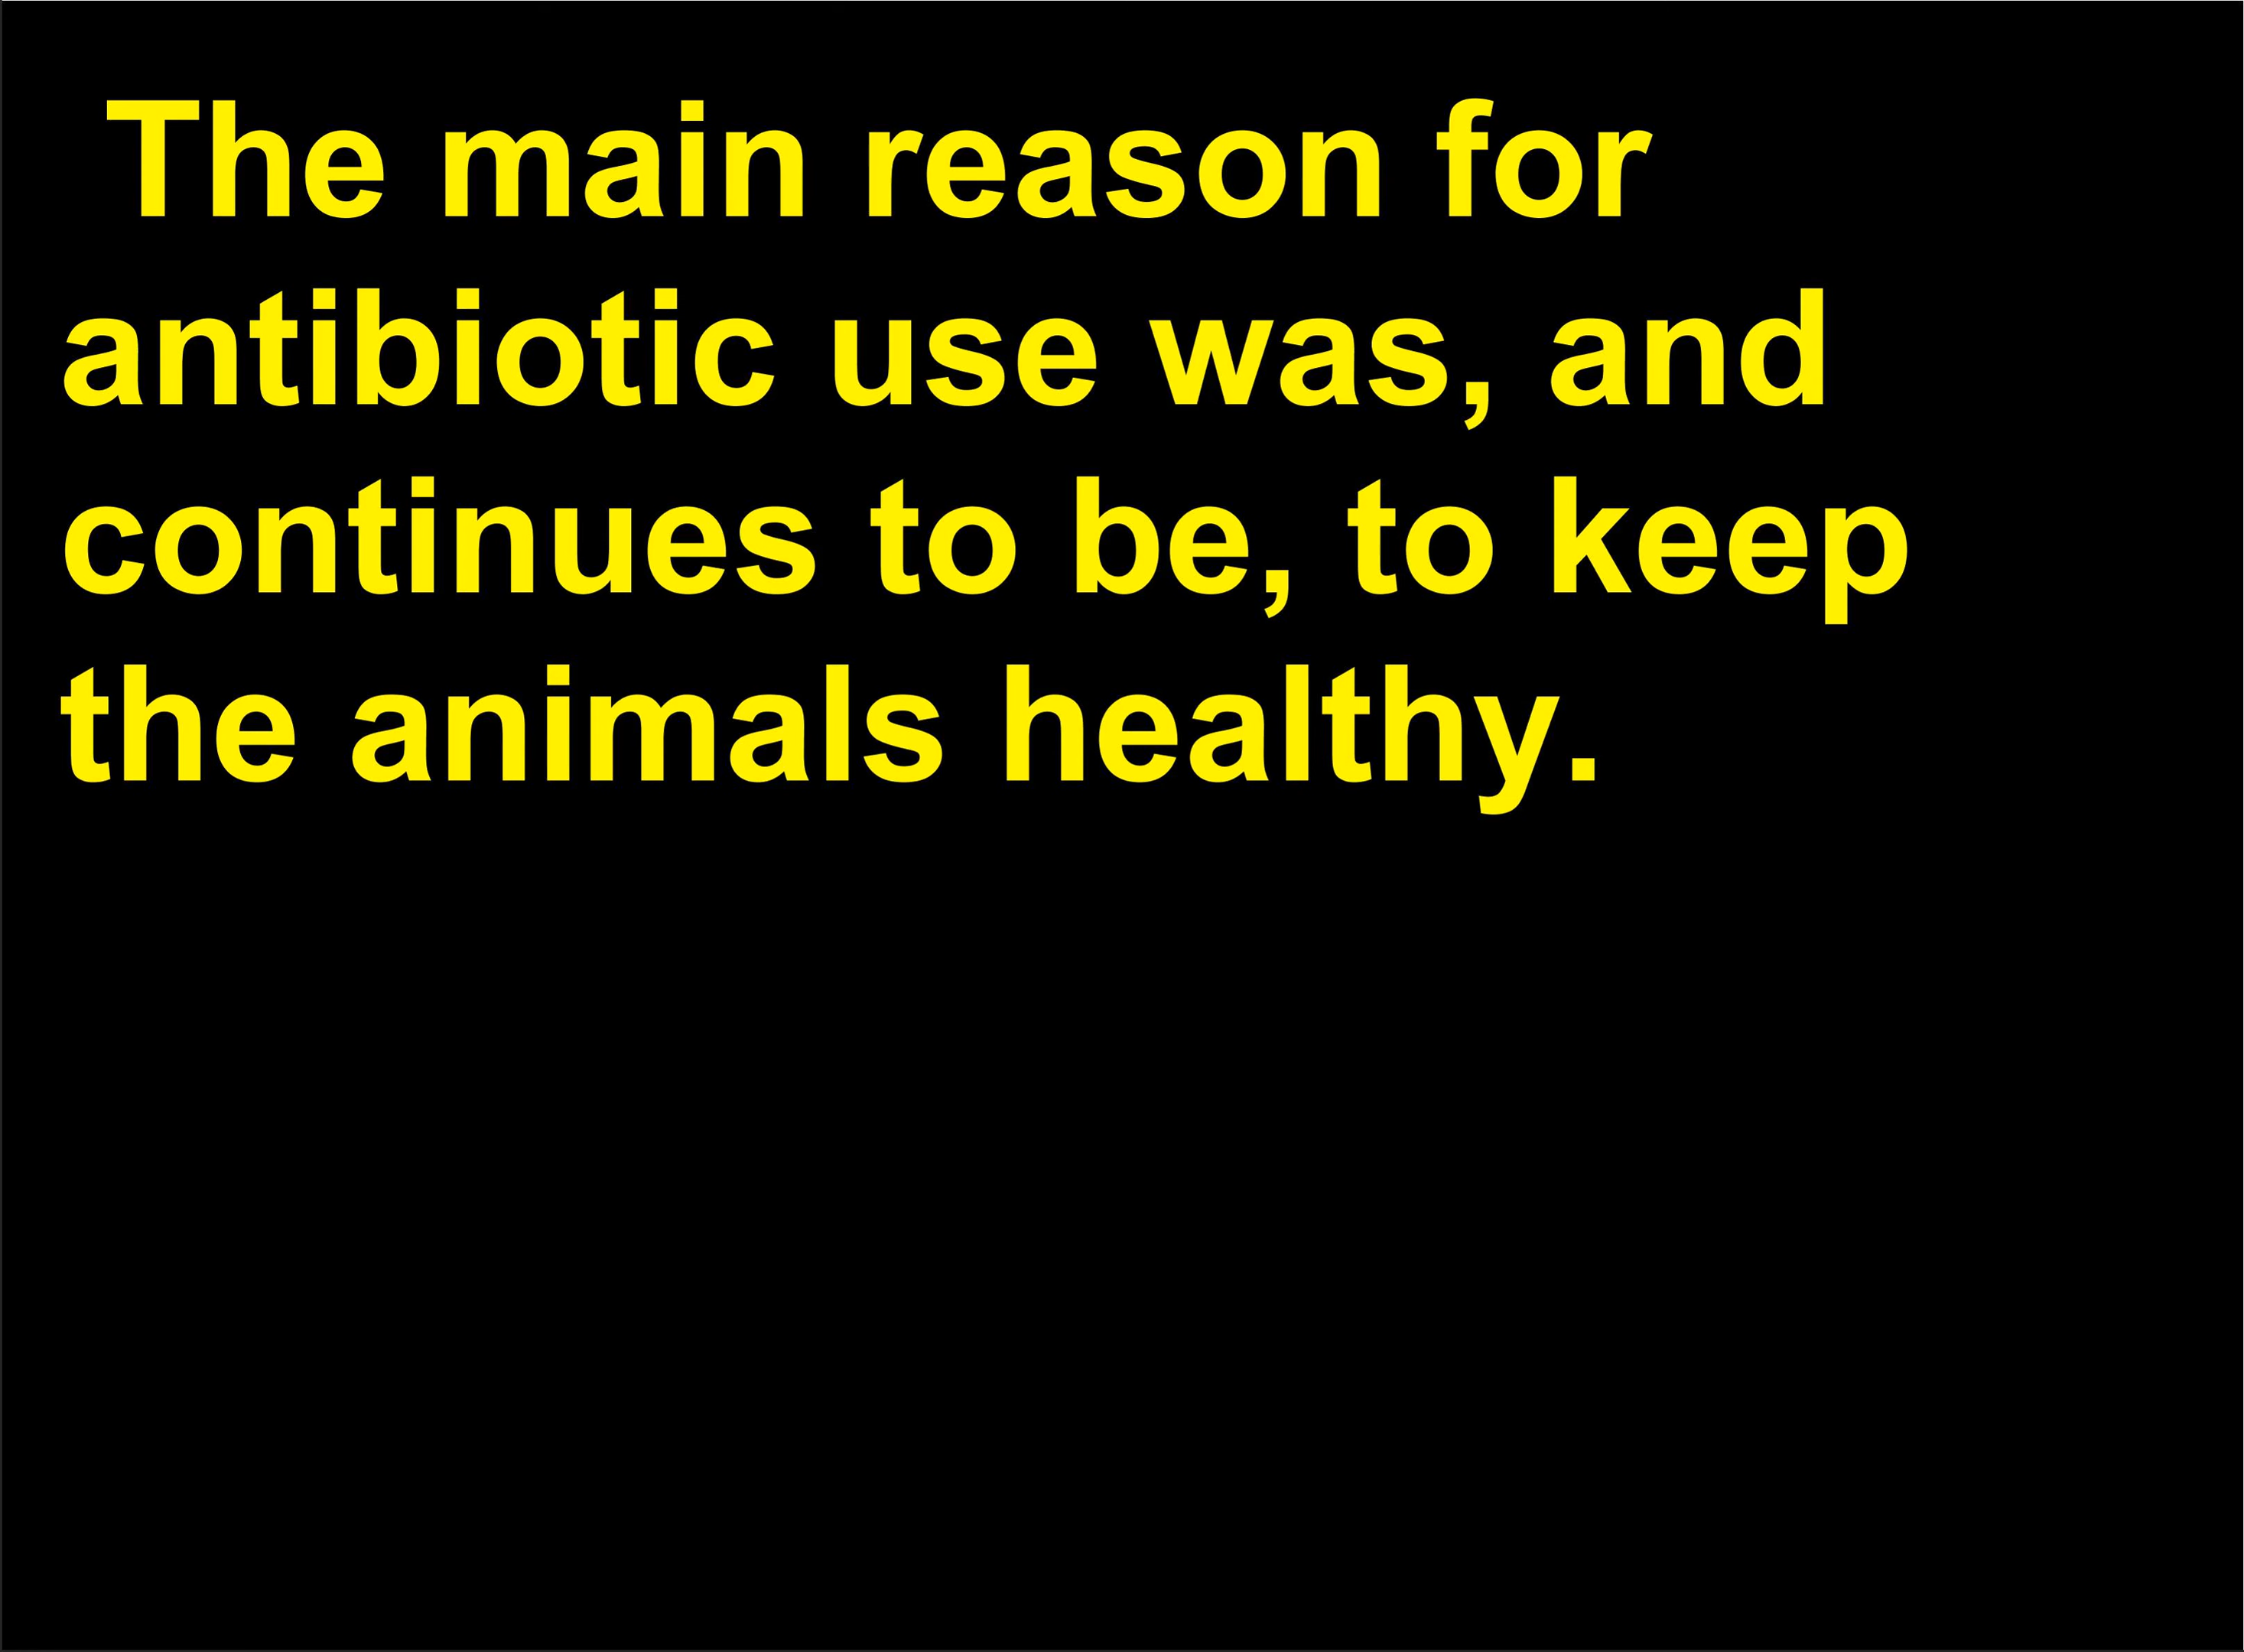 The main reason for
antibiotic use was, and
continues to be, to keep
the animals healthy.